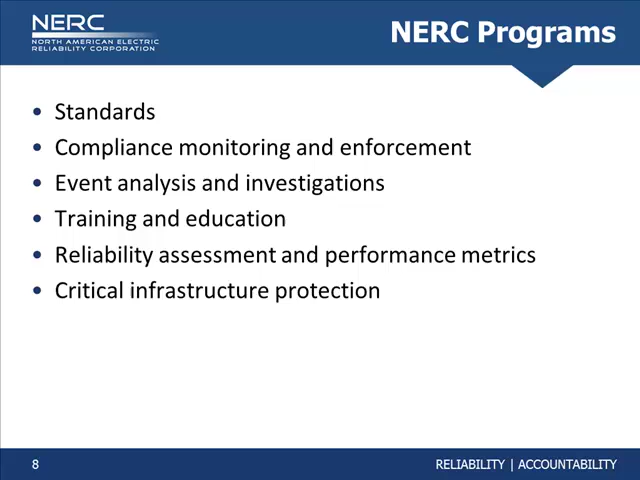 NERC
NORTH AMERICAN ELECTRIC
RELIABILITY CORPORATION
NERC Programs
• Standards
• Compliance monitoring and enforcement
• Event analysis and investigations
• Training and education
• Reliability assessment and performance metrics
• Critical infrastructure protection
8
RELIABILITY | ACCOUNTABILITY